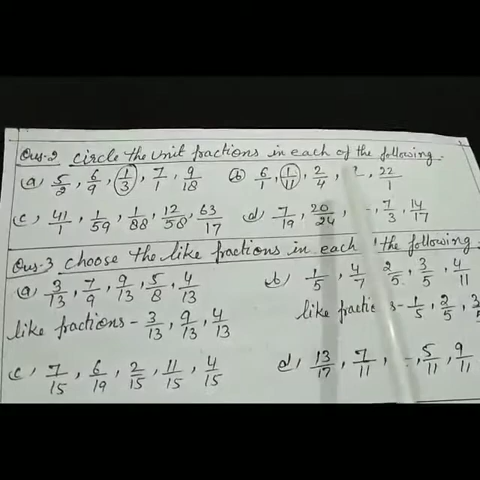 Ques-2 circle the unit fractions in each of the following.
(a) 5/2, 6/9, 1/3, 7/1, 9/18 (b) 6/1, 1/11, 2/4, , 22/1
(c) 41/1, 1/59, 1/88, 12/58, 63/17 (d) 7/19, 20/24, , 7/3, 14/17
Ques-3 choose the like fractions in each the following.
(a) 3/13, 7/9, 9/13, 5/8, 4/13 (b) 1/5, 4/7, 2/5, 3/5, 4/11
like fractions - 3/13, 9/13, 4/13 like fractions - 1/5, 2/5, 3/5
(c) 7/15, 6/19, 2/15, 11/15, 4/15 (d) 13/17, 7/11, , 5/11, 9/11